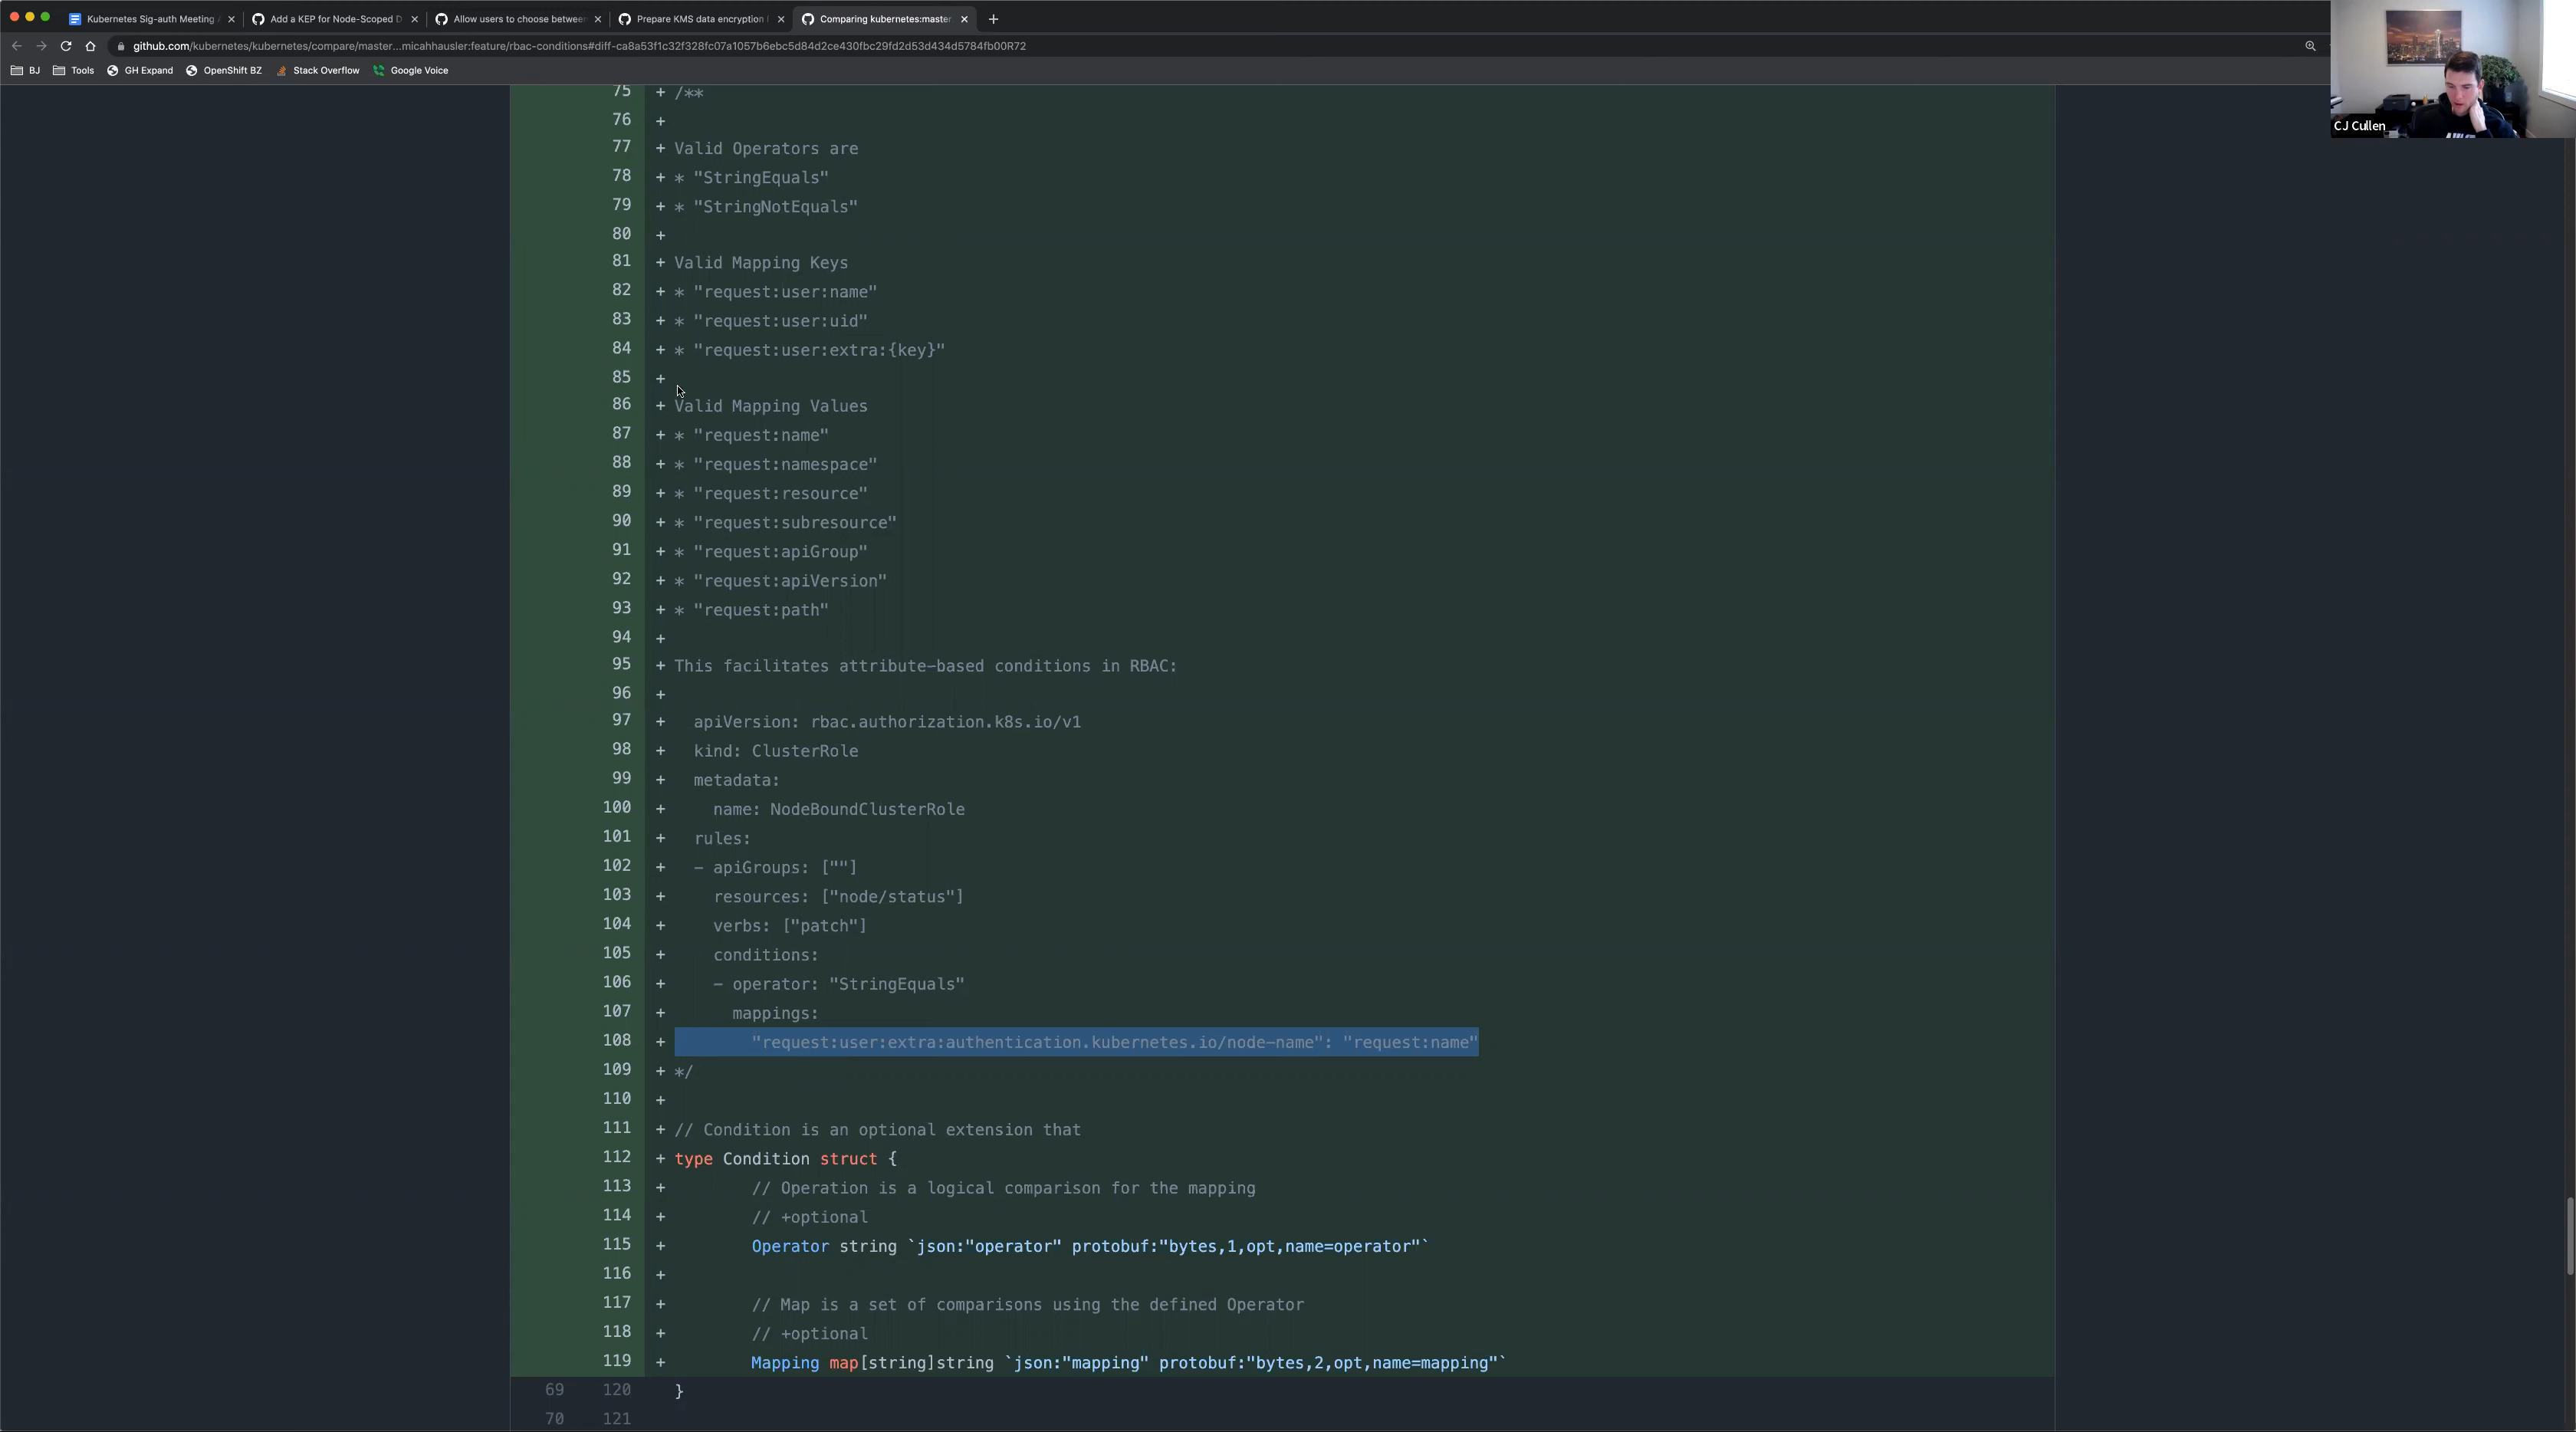 Kubernetes Sig-auth Meeting
Add a KEP for Node-Scoped D
Allow users to choose betwee
Prepare KMS data encryption
Comparing kubernetes:master
github.com/kubernetes/kubernetes/compare/master...micahhausler:feature/rbac-conditions#diff-ca8a53f1c32f328fc07a1057b6ebc5d84d2ce430fbc29fd2d53d434d5784fb00R72
BJ Tools GH Expand OpenShift BZ Stack Overflow Google Voice
CJ Cullen
75 + /**
76 +
77 + Valid Operators are
78 + * "StringEquals"
79 + * "StringNotEquals"
80 +
81 + Valid Mapping Keys
82 + * "request:user:name"
83 + * "request:user:uid"
84 + * "request:user:extra:{key}"
85 +
86 + Valid Mapping Values
87 + * "request:name"
88 + * "request:namespace"
89 + * "request:resource"
90 + * "request:subresource"
91 + * "request:apiGroup"
92 + * "request:apiVersion"
93 + * "request:path"
94 +
95 + This facilitates attribute-based conditions in RBAC:
96 +
97 + apiVersion: rbac.authorization.k8s.io/v1
98 + kind: ClusterRole
99 + metadata:
100 + name: NodeBoundClusterRole
101 + rules:
102 + - apiGroups: [""]
103 + resources: ["node/status"]
104 + verbs: ["patch"]
105 + conditions:
106 + - operator: "StringEquals"
107 + mappings:
108 + "request:user:extra:authentication.kubernetes.io/node-name": "request:name"
109 + */
110 +
111 + // Condition is an optional extension that
112 + type Condition struct {
113 + // Operation is a logical comparison for the mapping
114 + // +optional
115 + Operator string `json:"operator" protobuf:"bytes,1,opt,name=operator"`
116 +
117 + // Map is a set of comparisons using the defined Operator
118 + // +optional
119 + Mapping map[string]string `json:"mapping" protobuf:"bytes,2,opt,name=mapping"`
69 120 }
70 121